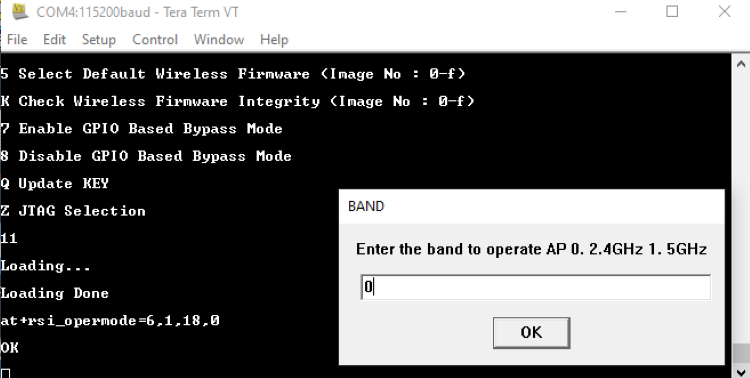 COM4:115200baud - Tera Term VT
File Edit Setup Control Window Help
5 Select Default Wireless Firmware (Image No : 0-f)
K Check Wireless Firmware Integrity (Image No : 0-f)
7 Enable GPIO Based Bypass Mode
8 Disable GPIO Based Bypass Mode
Q Update KEY
Z JTAG Selection
11
Loading...
Loading Done
at+rsi_opermode=6,1,18,0
OK
BAND
Enter the band to operate AP 0. 2.4GHz 1. 5GHz
0
OK